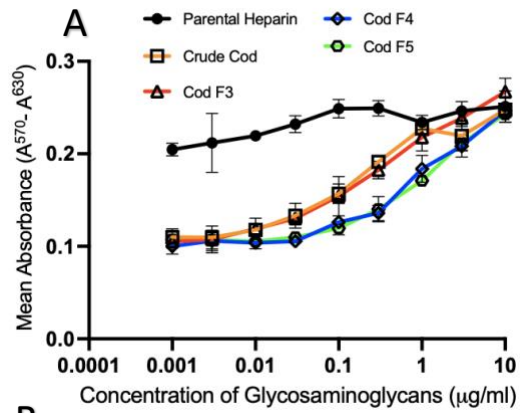 A
Parental Heparin
Crude Cod
Cod F3
Cod F4
Cod F5
Mean Absorbance (A570- A630)
0.3
0.2
0.1
0.0
0.0001 0.001 0.01 0.1 1 10
Concentration of Glycosaminoglycans (μg/ml)